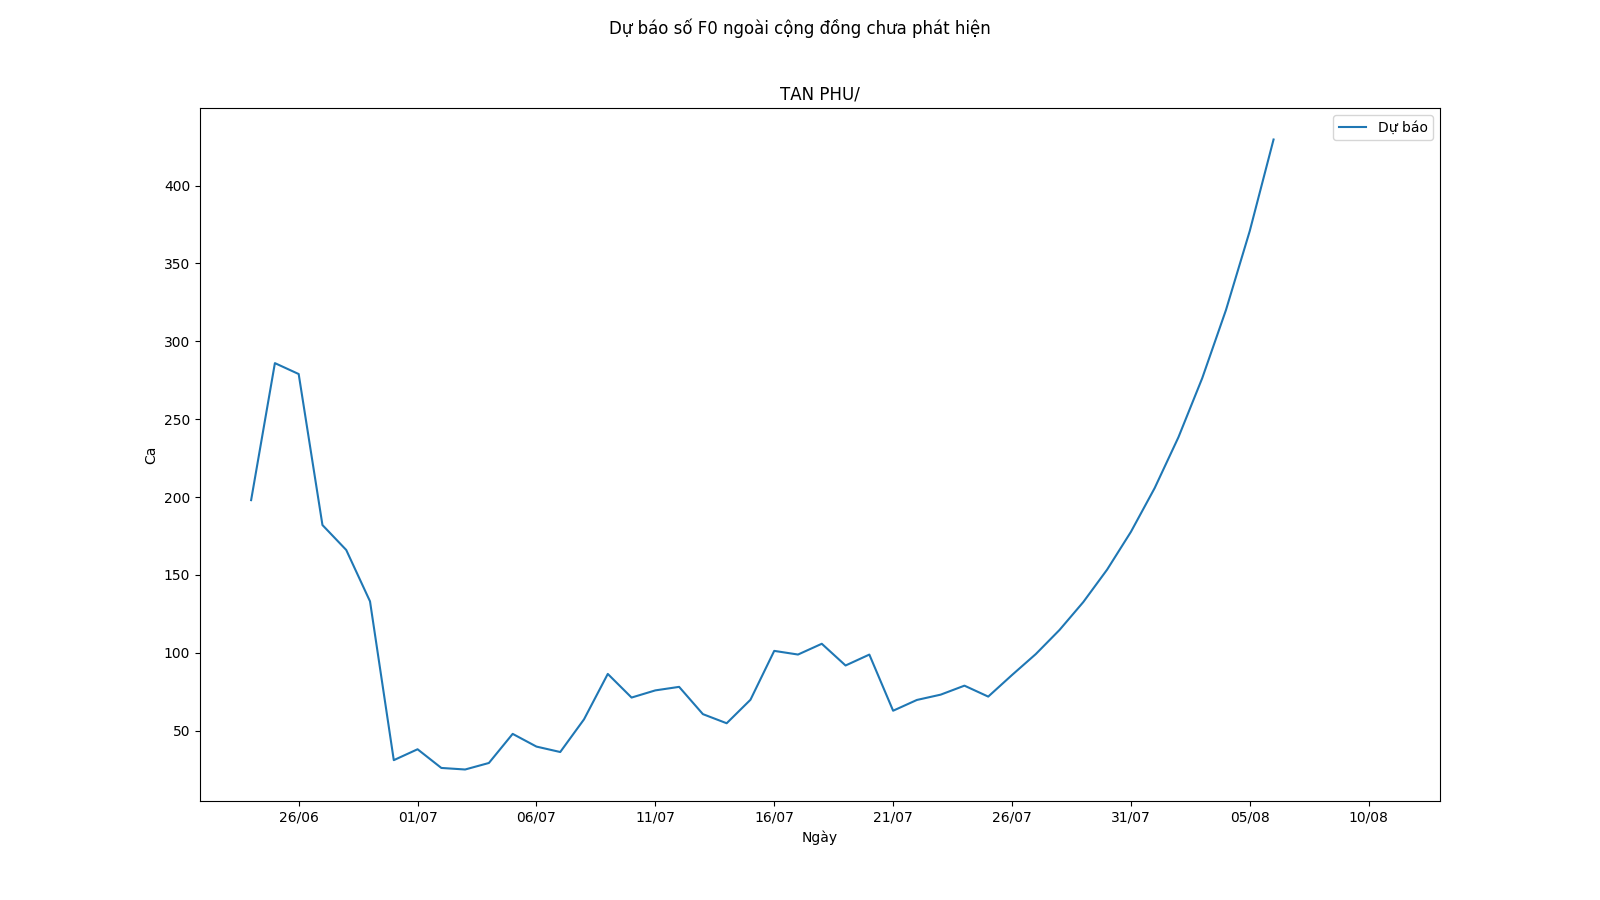 Dự báo số F0 ngoài cộng đồng chưa phát hiện
TAN PHU/
Dự báo
400
350
300
250
200
150
100
50
Ca
26/06 01/07 06/07 11/07 16/07 21/07 26/07 31/07 05/08 10/08
Ngày